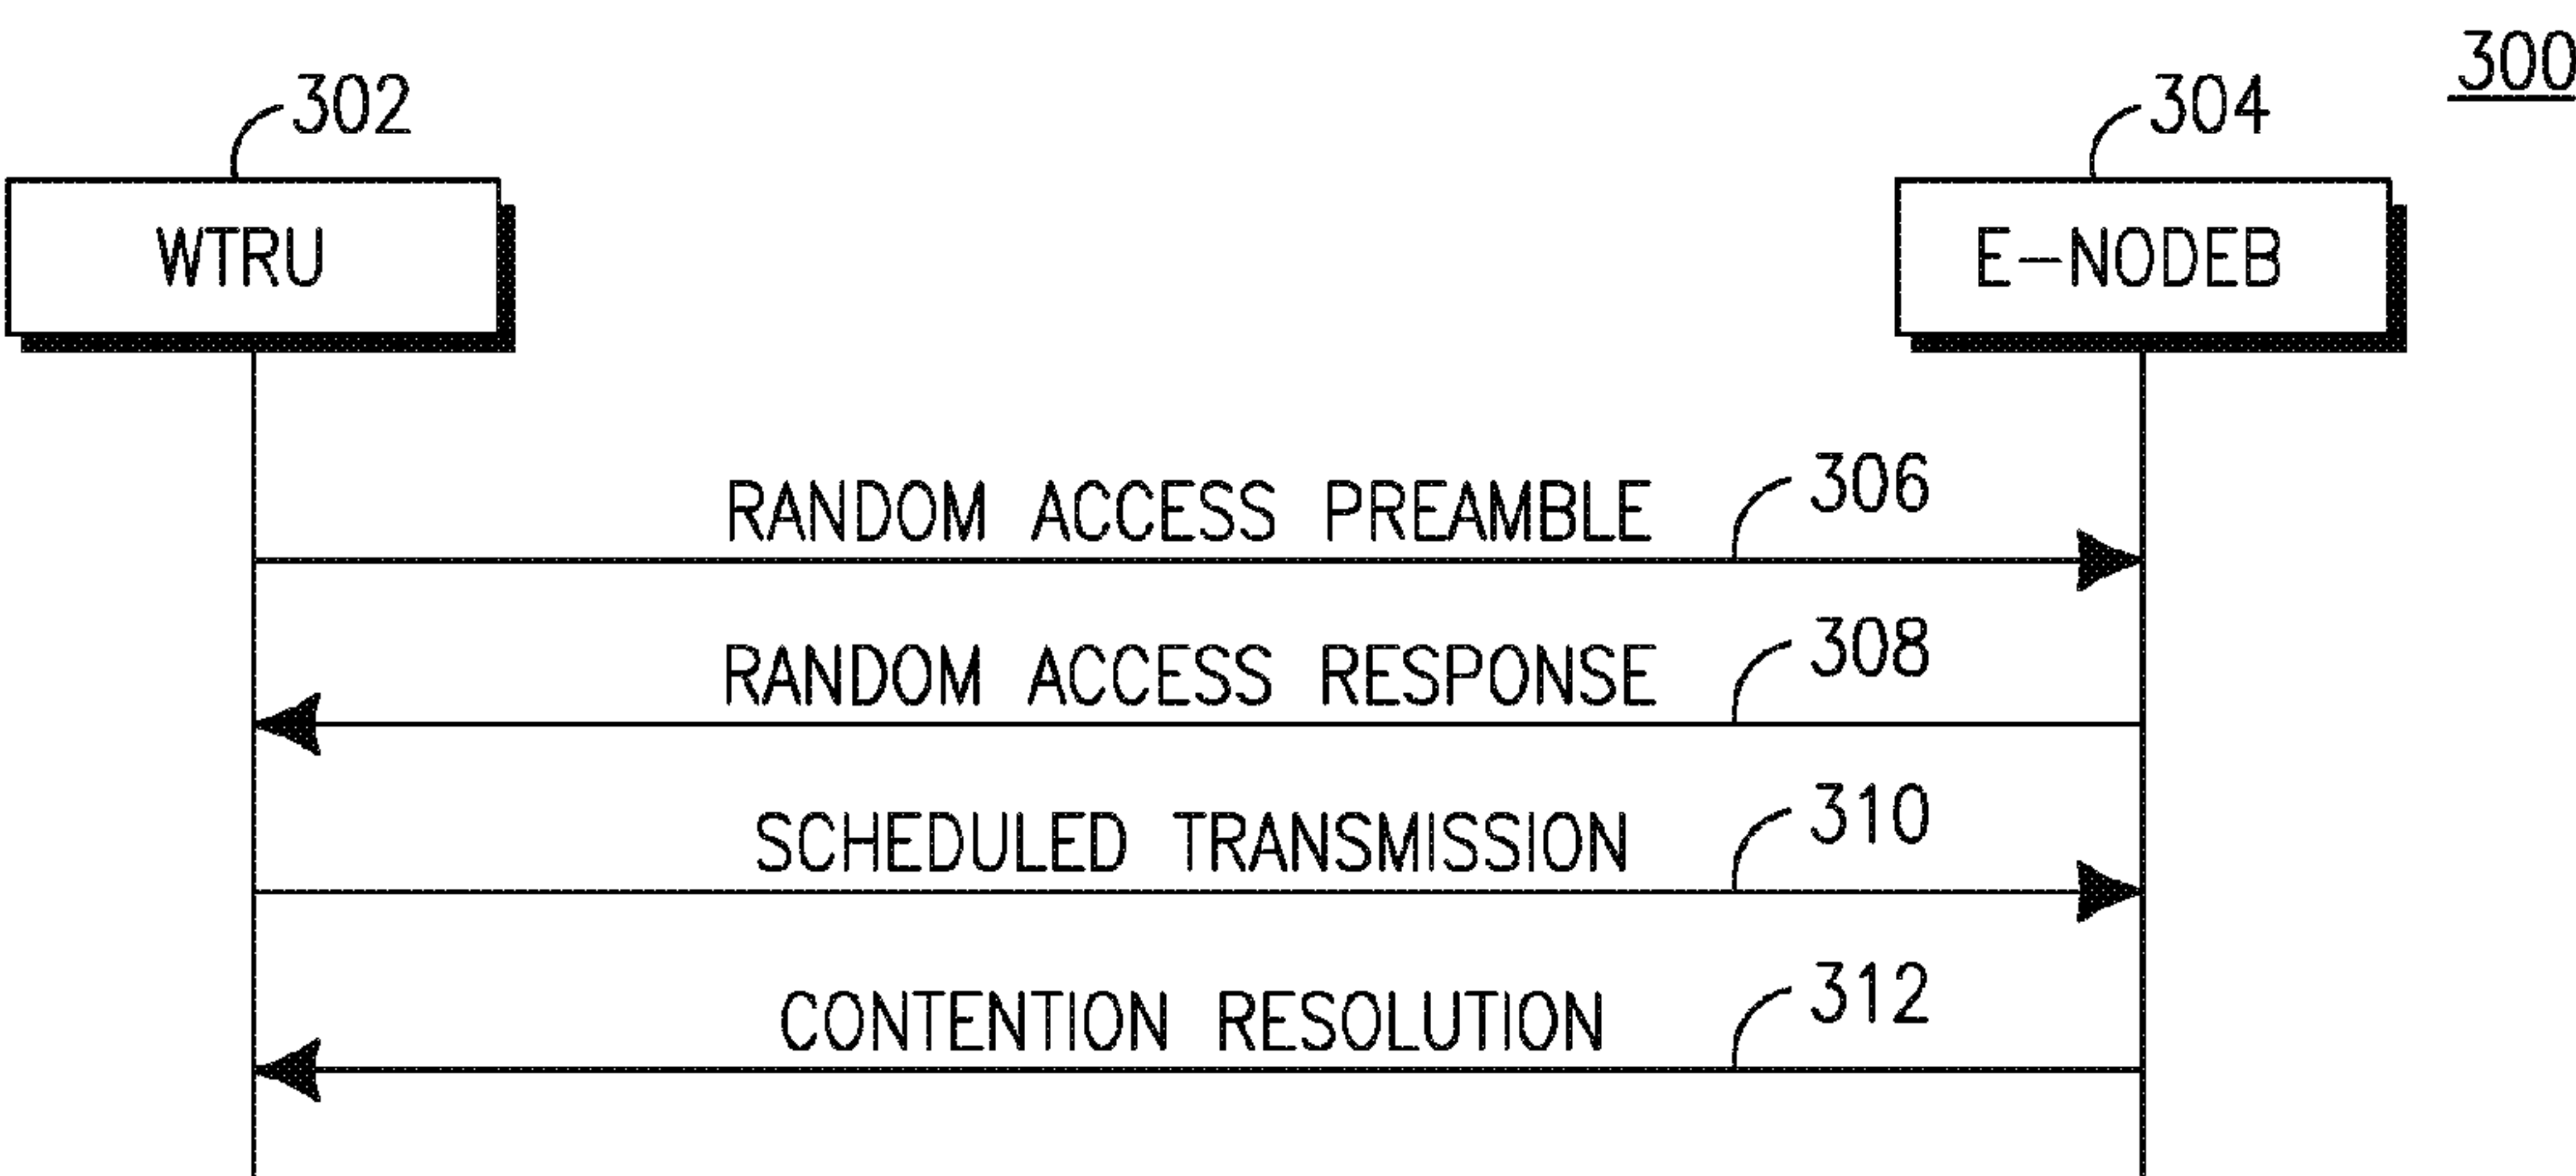 300
302
304
WTRU
E-NODEB
RANDOM ACCESS PREAMBLE
306
RANDOM ACCESS RESPONSE
308
SCHEDULED TRANSMISSION
310
CONTENTION RESOLUTION
312